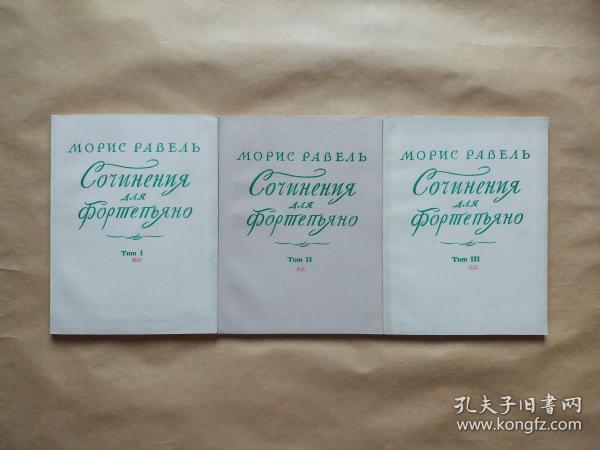 МОРИС РАВЕЛЬ
Сочинения
для
фортепьяно
Том I
МОРИС РАВЕЛЬ
Сочинения
для
фортепьяно
Том II
МОРИС РАВЕЛЬ
Сочинения
для
фортепьяно
Том III
孔夫子旧书网
www.kongfz.com